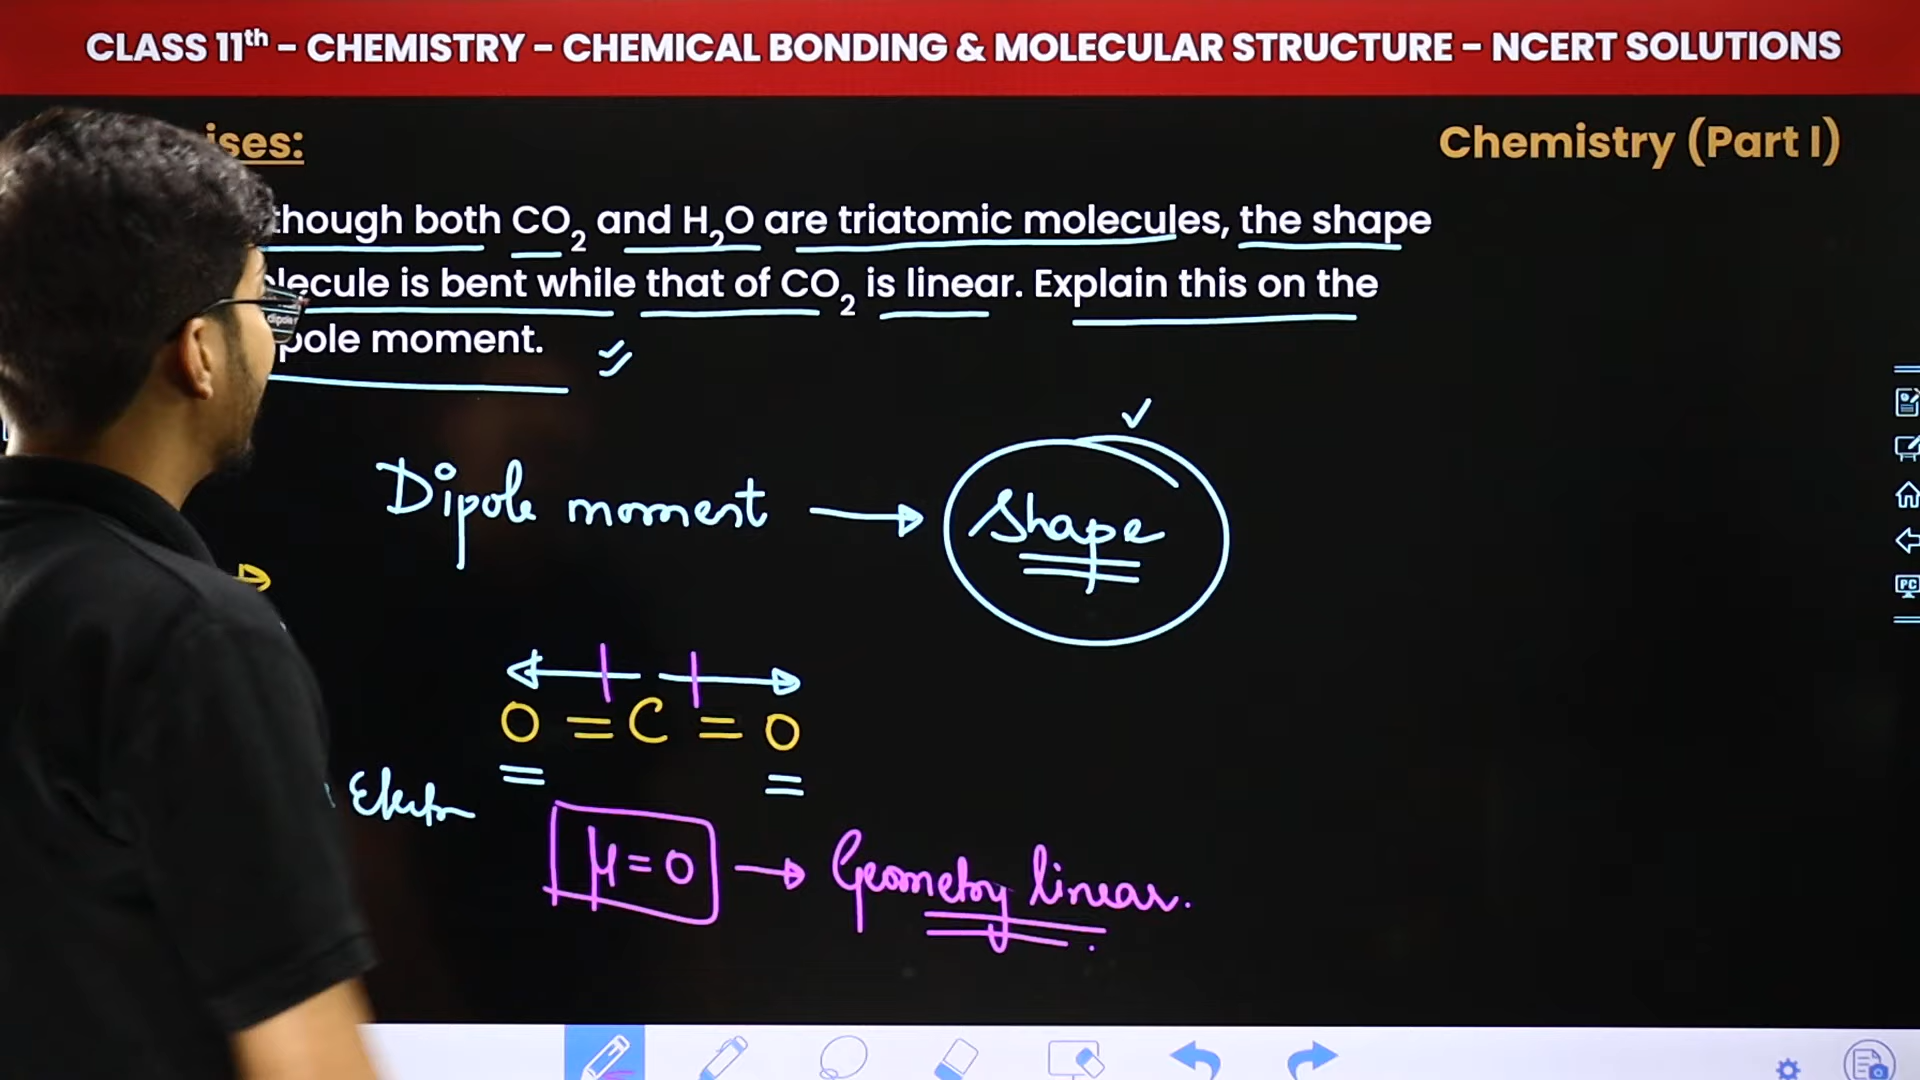 CLASS 11th - CHEMISTRY - CHEMICAL BONDING & MOLECULAR STRUCTURE - NCERT SOLUTIONS
ises:
Chemistry (Part I)
though both CO2 and H2O are triatomic molecules, the shape
lecule is bent while that of CO2 is linear. Explain this on the
pole moment.
Dipole moment → Shape
O = C = O
μ = 0 → Geometry linear.
PC